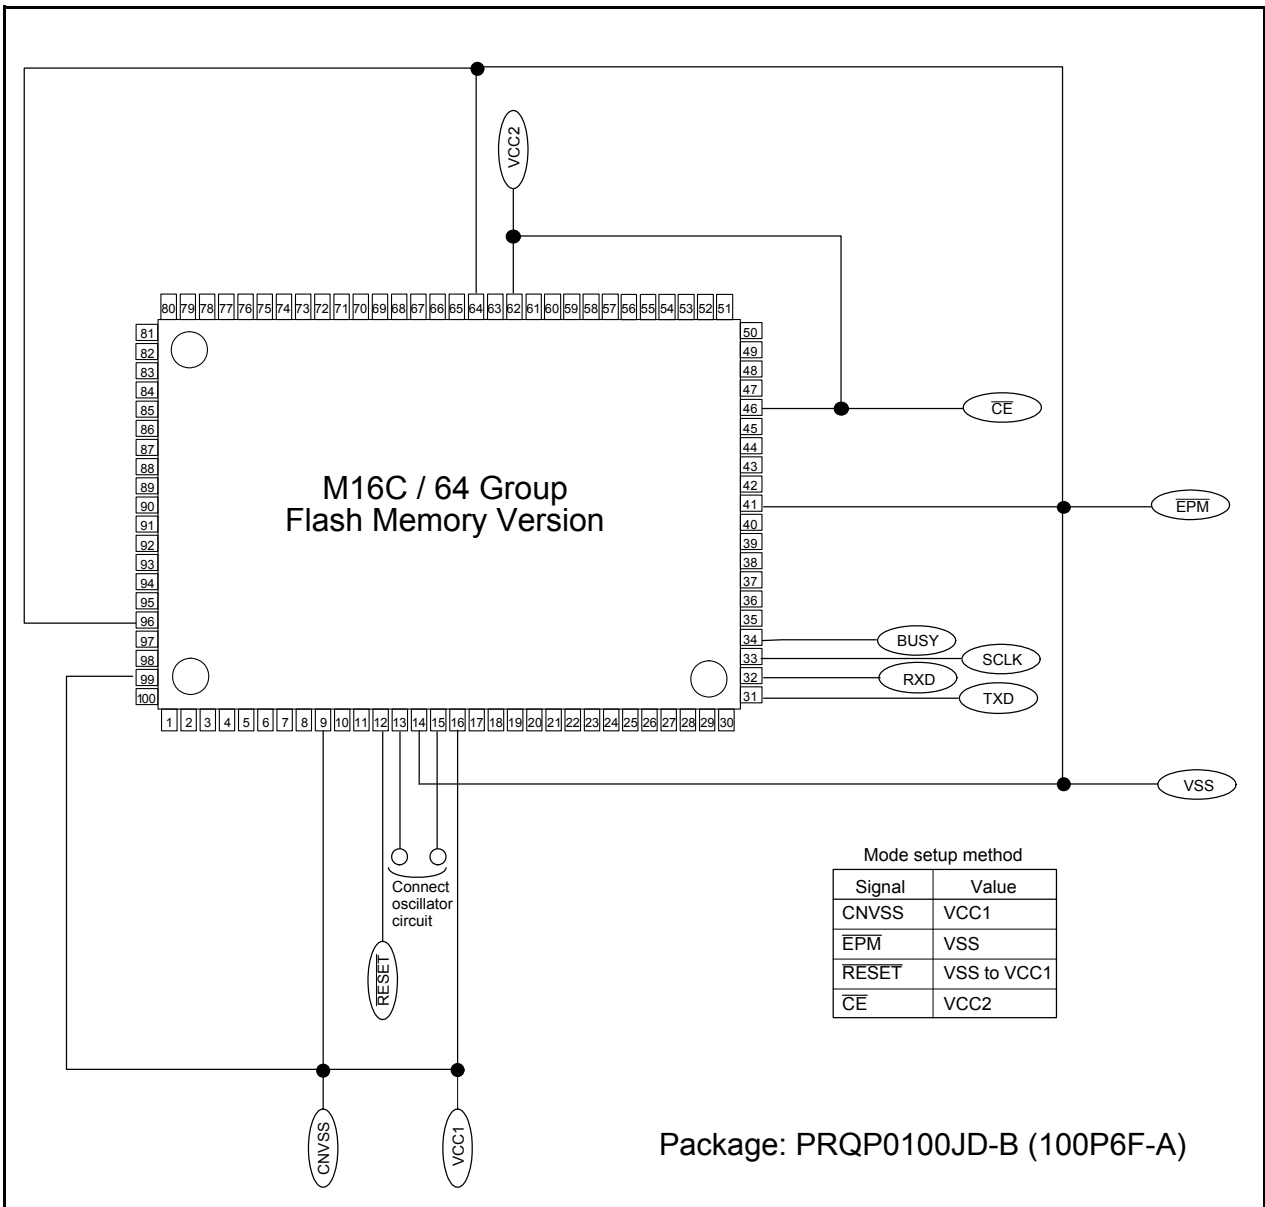 VCC2
80 79 78 77 76 75 74 73 72 71 70 69 68 67 66 65 64 63 62 61 60 59 58 57 56 55 54 53 52 51
81
82
83
84
85
86
87
88
89
90
91
92
93
94
95
96
97
98
99
100
M16C / 64 Group
Flash Memory Version
50
49
48
47
46
45
44
43
42
41
40
39
38
37
36
35
34
33
32
31
CE
EPM
BUSY
SCLK
RXD
TXD
1 2 3 4 5 6 7 8 9 10 11 12 13 14 15 16 17 18 19 20 21 22 23 24 25 26 27 28 29 30
VSS
Connect
oscillator
circuit
RESET
Mode setup method
Signal Value
CNVSS VCC1
EPM VSS
RESET VSS to VCC1
CE VCC2
CNVSS
VCC1
Package: PRQP0100JD-B (100P6F-A)